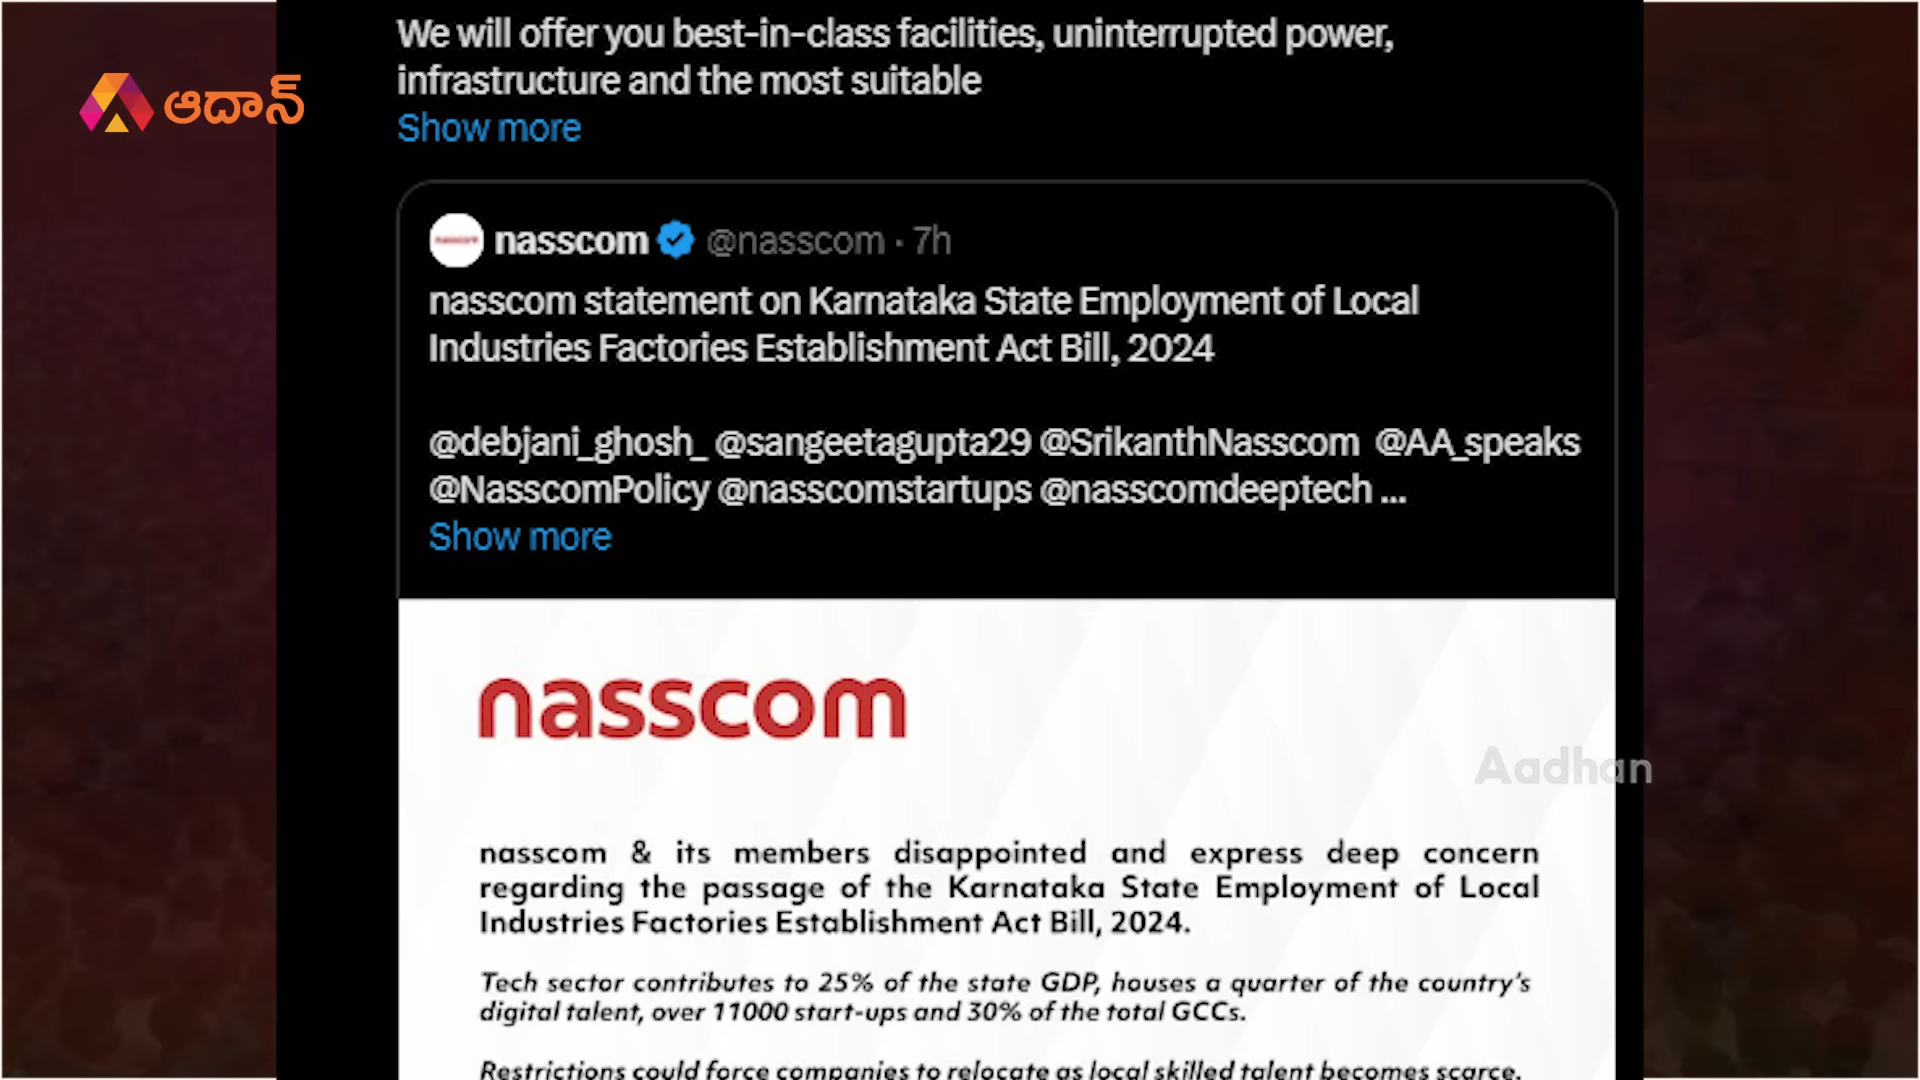 We will offer you best-in-class facilities, uninterrupted power,
infrastructure and the most suitable
Show more
ఆదాన్
nasscom @nasscom · 7h
nasscom statement on Karnataka State Employment of Local
Industries Factories Establishment Act Bill, 2024
@debjani_ghosh_ @sangeetagupta29 @SrikanthNasscom @AA_speaks
@NasscomPolicy @nasscomstartups @nasscomdeeptech ...
Show more
nasscom
Aadhan
nasscom & its members disappointed and express deep concern
regarding the passage of the Karnataka State Employment of Local
Industries Factories Establishment Act Bill, 2024.
Tech sector contributes to 25% of the state GDP, houses a quarter of the country's
digital talent, over 11000 start-ups and 30% of the total GCCs.
Restrictions could force companies to relocate as local skilled talent becomes scarce.